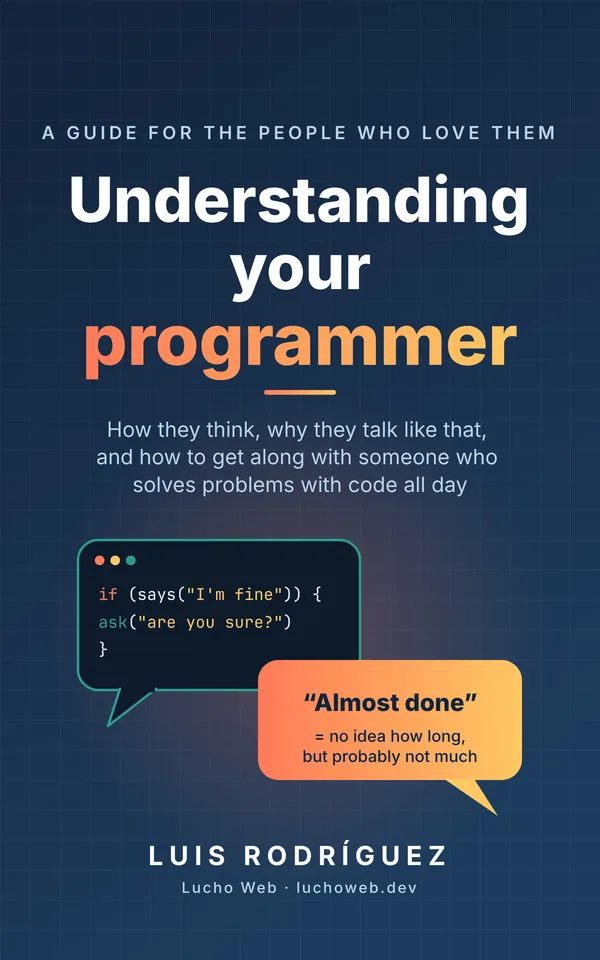 A GUIDE FOR THE PEOPLE WHO LOVE THEM
Understanding
your
programmer
How they think, why they talk like that,
and how to get along with someone who
solves problems with code all day
if (says("I'm fine")) {
ask("are you sure?")
}
“Almost done”
= no idea how long,
but probably not much
LUIS RODRÍGUEZ
Lucho Web · luchoweb.dev